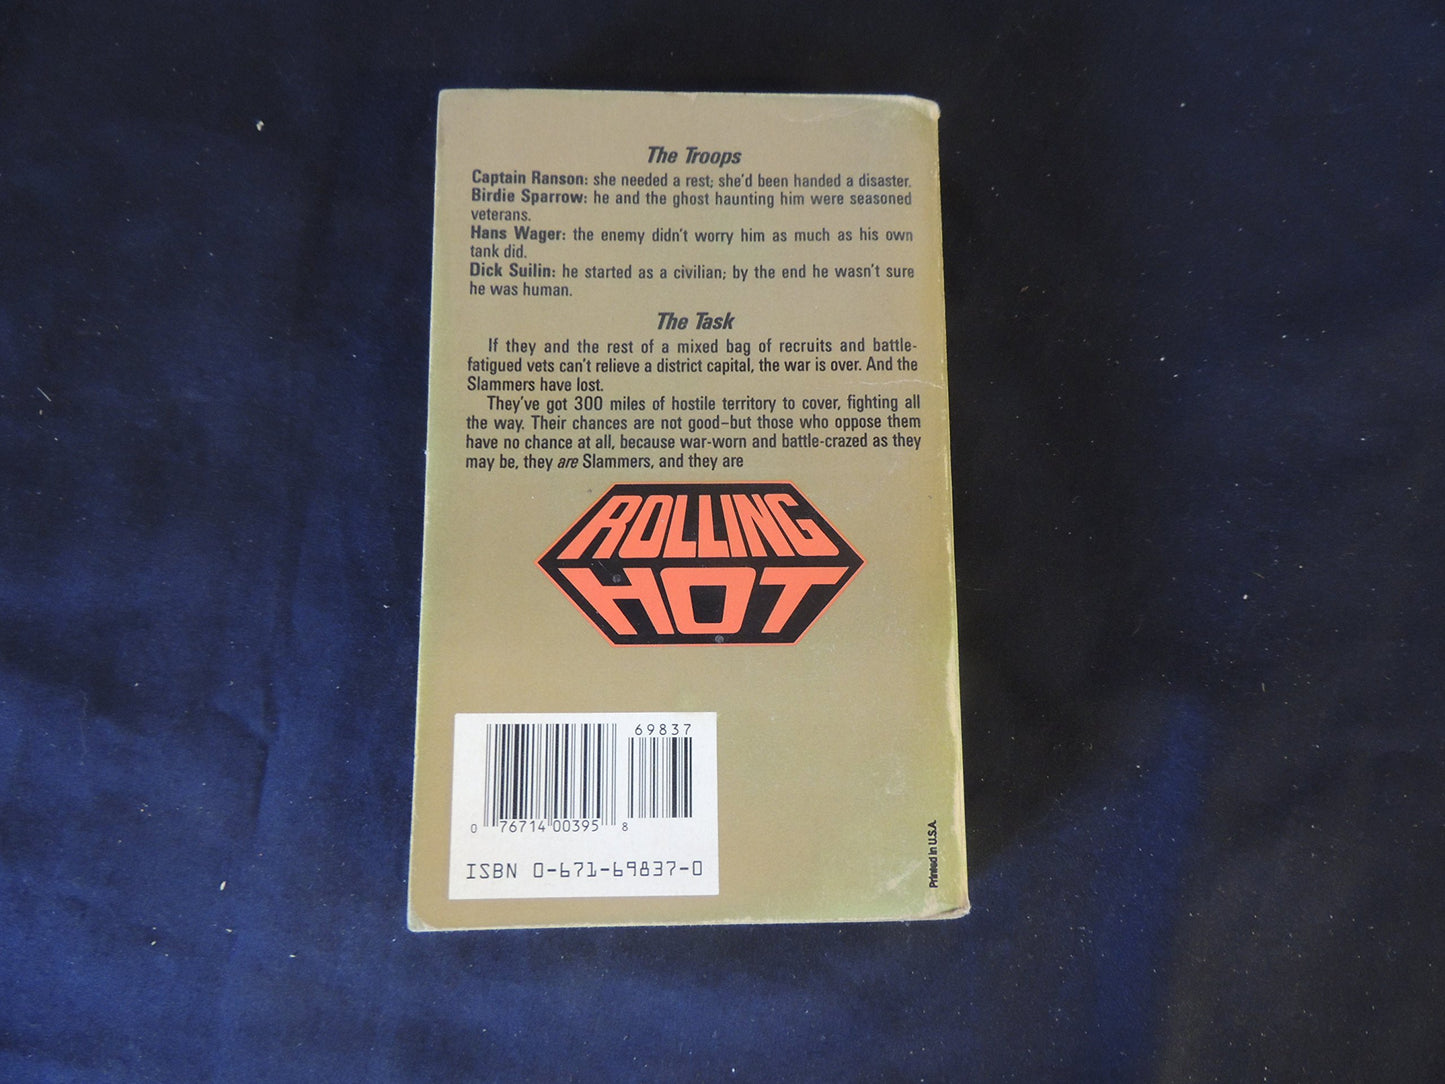 The Troops
Captain Ranson: she needed a rest; she'd been handed a disaster.
Birdie Sparrow: he and the ghost haunting him were seasoned
veterans.
Hans Wager: the enemy didn't worry him as much as his own
tank did.
Dick Suilin: he started as a civilian; by the end he wasn't sure
he was human.
The Task
If they and the rest of a mixed bag of recruits and battle-
fatigued vets can't relieve a district capital, the war is over. And the
Slammers have lost.
They've got 300 miles of hostile territory to cover, fighting all
the way. Their chances are not good–but those who oppose them
have no chance at all, because war-worn and battle-crazed as they
may be, they are Slammers, and they are
ROLLING
HOT
69837
0 76714 00395 8
ISBN 0-671-69837-0
Printed in U.S.A.